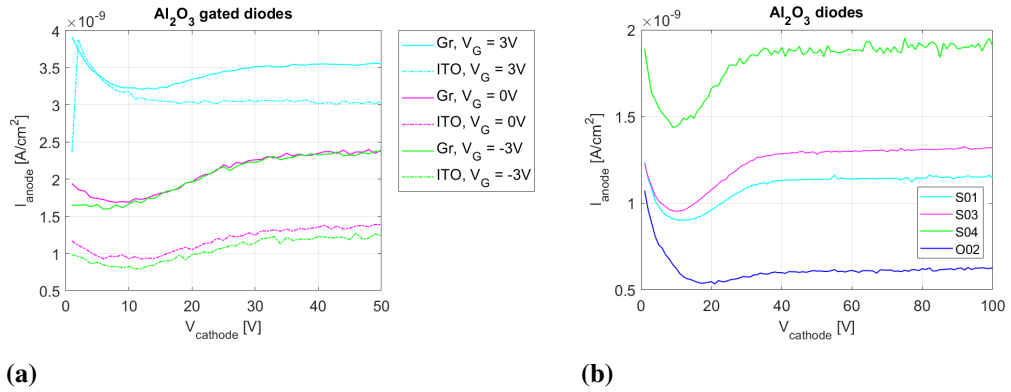 Al2O3 gated diodes
×10^-9
4
3.5
3
2.5
2
1.5
1
0.5
0
10
20
30
40
50
Ianode [A/cm²]
Vcathode [V]
Gr, VG = 3V
ITO, VG = 3V
Gr, VG = 0V
ITO, VG = 0V
Gr, VG = -3V
ITO, VG = -3V
(a)
Al2O3 diodes
×10^-9
2
1.5
1
0.5
0
20
40
60
80
100
Ianode [A/cm²]
Vcathode [V]
S01
S03
S04
O02
(b)